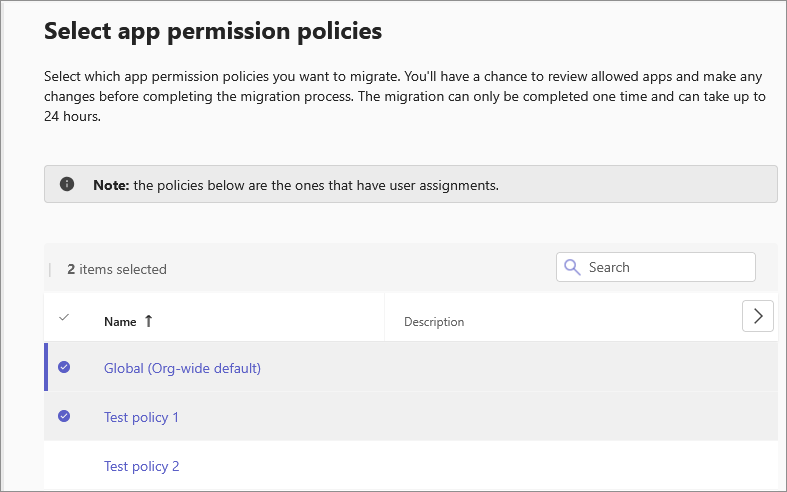 Select app permission policies
Select which app permission policies you want to migrate. You'll have a chance to review allowed apps and make any
changes before completing the migration process. The migration can only be completed one time and can take up to
24 hours.
Note: the policies below are the ones that have user assignments.
2 items selected
Search
Name ↑
Description
Global (Org-wide default)
Test policy 1
Test policy 2